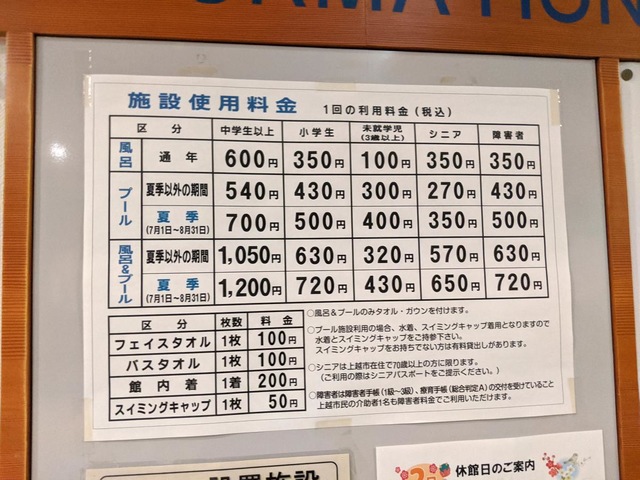 施設使用料金 1回の利用料金(税込)
区分 中学生以上 小学生 未就学児(3歳以上) シニア 障害者
風呂 通年 600円 350円 100円 350円 350円
プール 夏季以外の期間 540円 430円 300円 270円 430円
夏季(7月1日~8月31日) 700円 500円 400円 350円 500円
風呂&プール 夏季以外の期間 1,050円 630円 320円 570円 630円
夏季(7月1日~8月31日) 1,200円 720円 430円 650円 720円
区分 枚数 料金
フェイスタオル 1枚 100円
バスタオル 1枚 100円
館内着 1着 200円
スイミングキャップ 1枚 50円
○風呂&プールのみタオル・ガウンを付けます。
○プール施設利用の場合、水着、スイミングキャップ着用となりますので
水着とスイミングキャップをご持参下さい。
スイミングキャップをお持ちでない方は有料貸出しがあります。
○シニアは上越市在住で70歳以上の方に限ります。
(ご利用の際はシニアパスポートをご提示ください。)
○障害者は障害者手帳(1級~3級)、療育手帳(総合判定A)の交付を受けていること
上越市民の介助者1名も障害者料金でご利用いただけます。
休館日のご案内